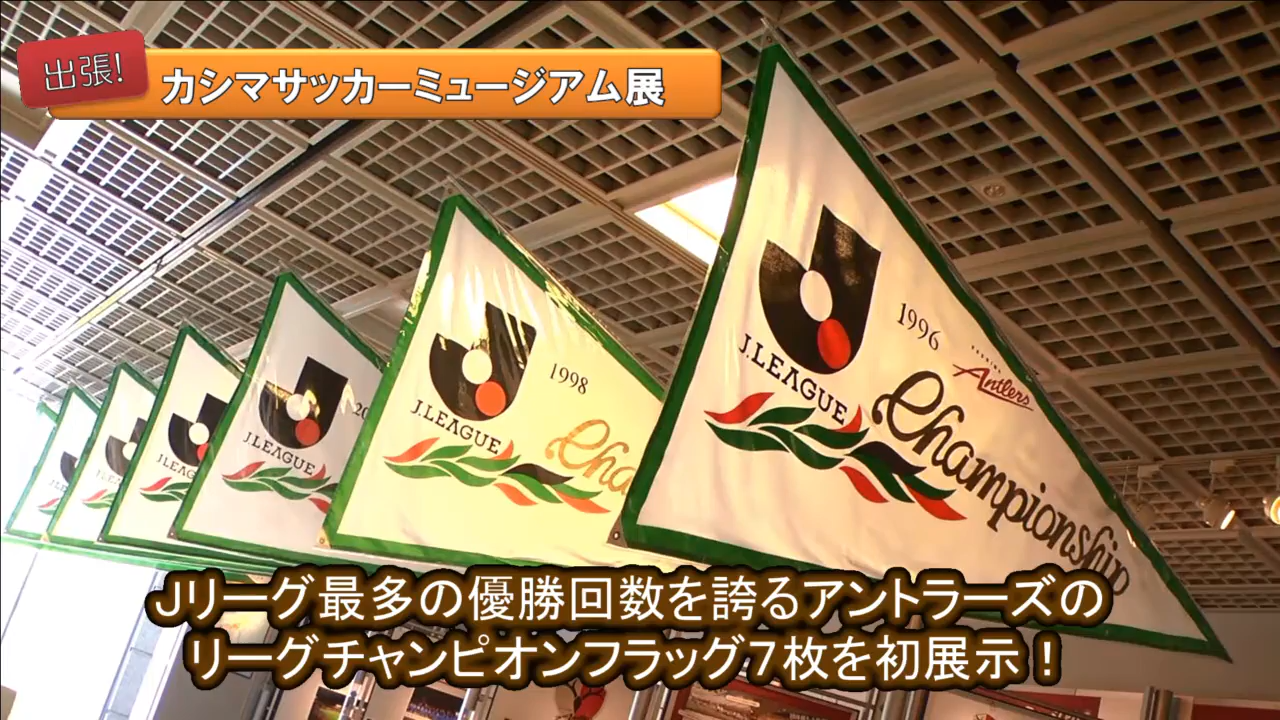 出張!
カシマサッカーミュージアム展
J.LEAGUE
1996
Antlers
Championship
J.LEAGUE
1998
Cha
J.LEAGUE
20
Jリーグ最多の優勝回数を誇るアントラーズの
リーグチャンピオンフラッグ7枚を初展示!